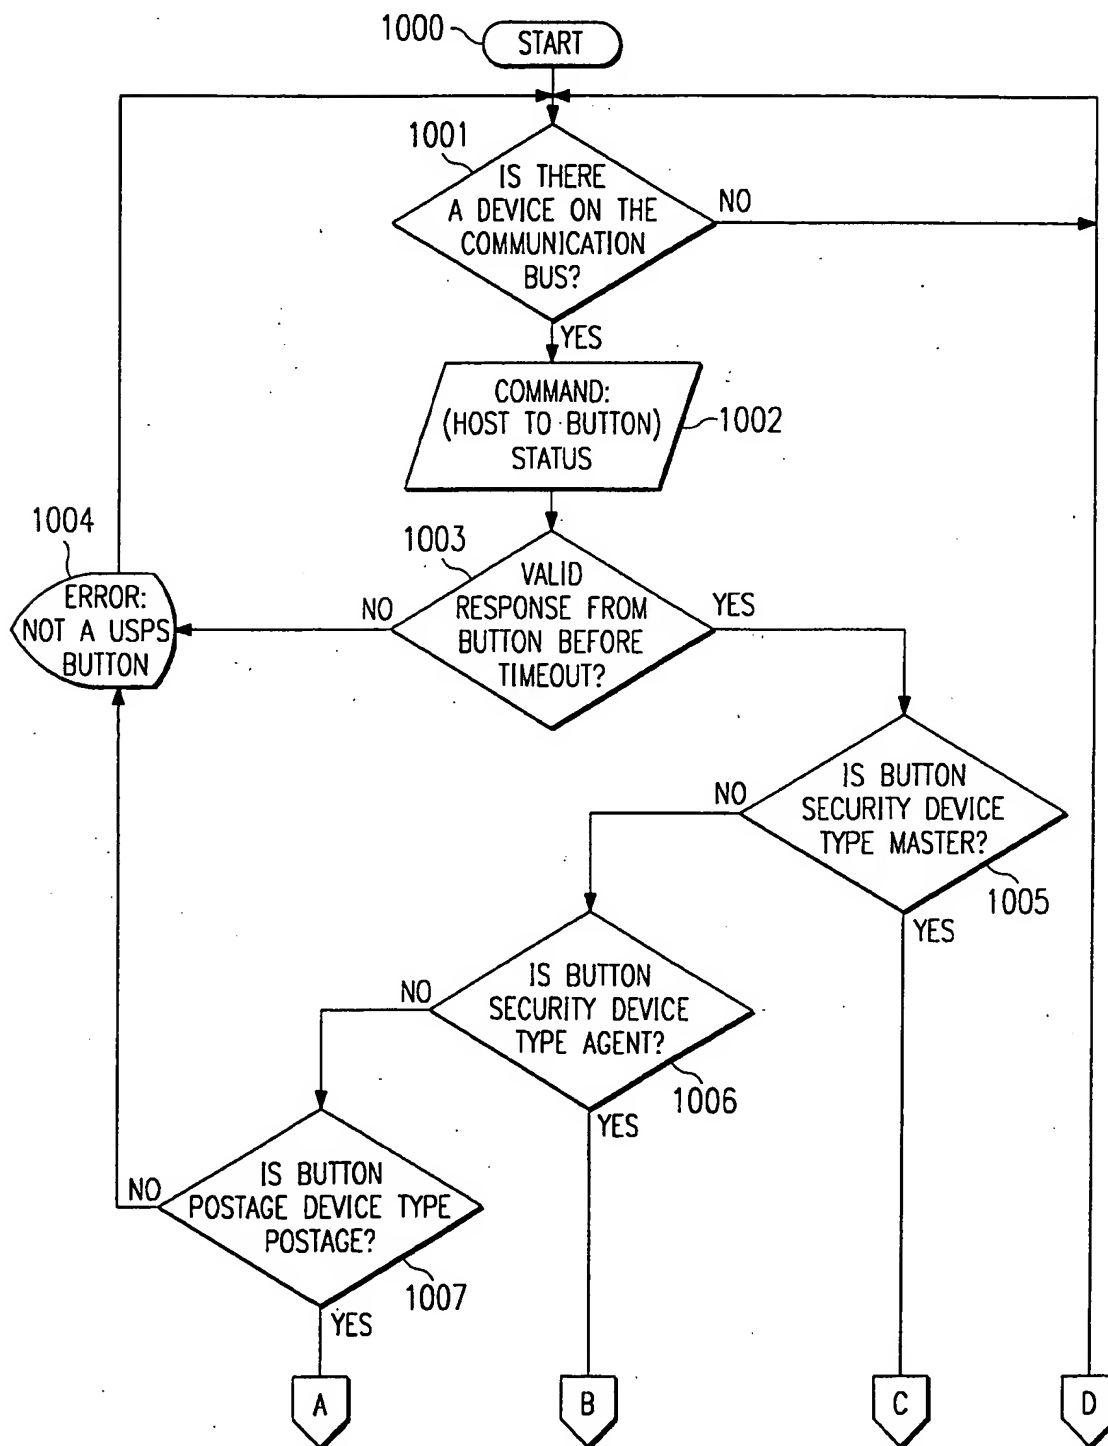 1000
START
1001
IS THERE
A DEVICE ON THE
COMMUNICATION
BUS?
NO
YES
COMMAND:
(HOST TO BUTTON)
STATUS
1002
1004
ERROR:
NOT A USPS
BUTTON
1003
NO
VALID
RESPONSE FROM
BUTTON BEFORE
TIMEOUT?
YES
NO
IS BUTTON
SECURITY DEVICE
TYPE MASTER?
1005
YES
NO
IS BUTTON
SECURITY DEVICE
TYPE AGENT?
1006
YES
NO
IS BUTTON
POSTAGE DEVICE TYPE
POSTAGE?
1007
YES
A
B
C
D